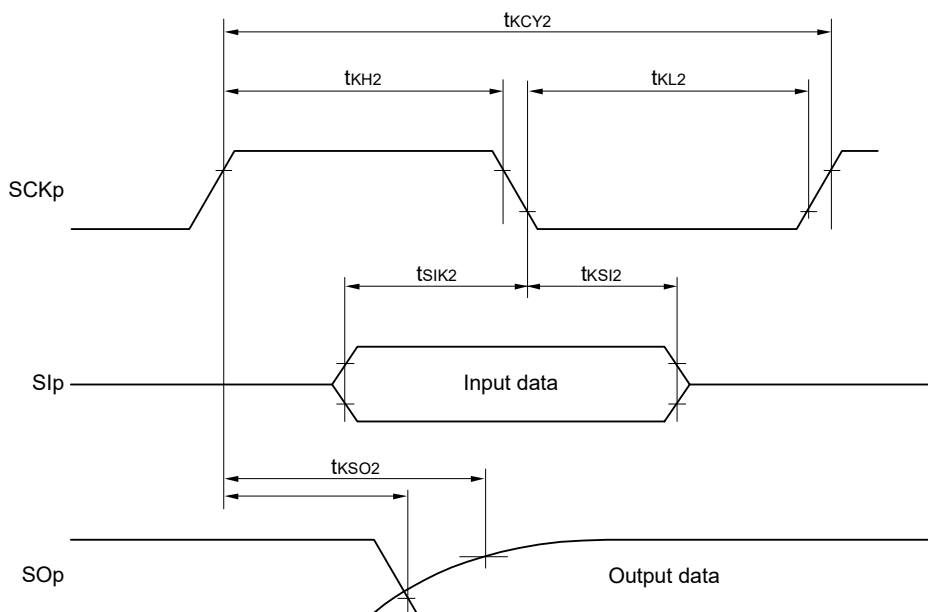 tKCY2
tKH2
tKL2
SCKp
tSIK2
tKSI2
SIp
Input data
tKSO2
SOp
Output data